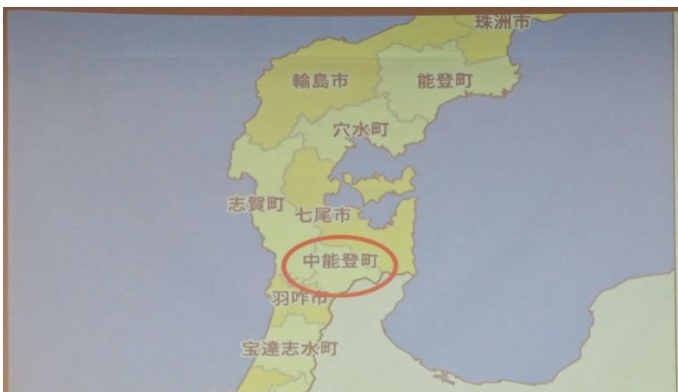 珠洲市
輪島市
能登町
穴水町
志賀町
七尾市
中能登町
羽咋市
宝達志水町